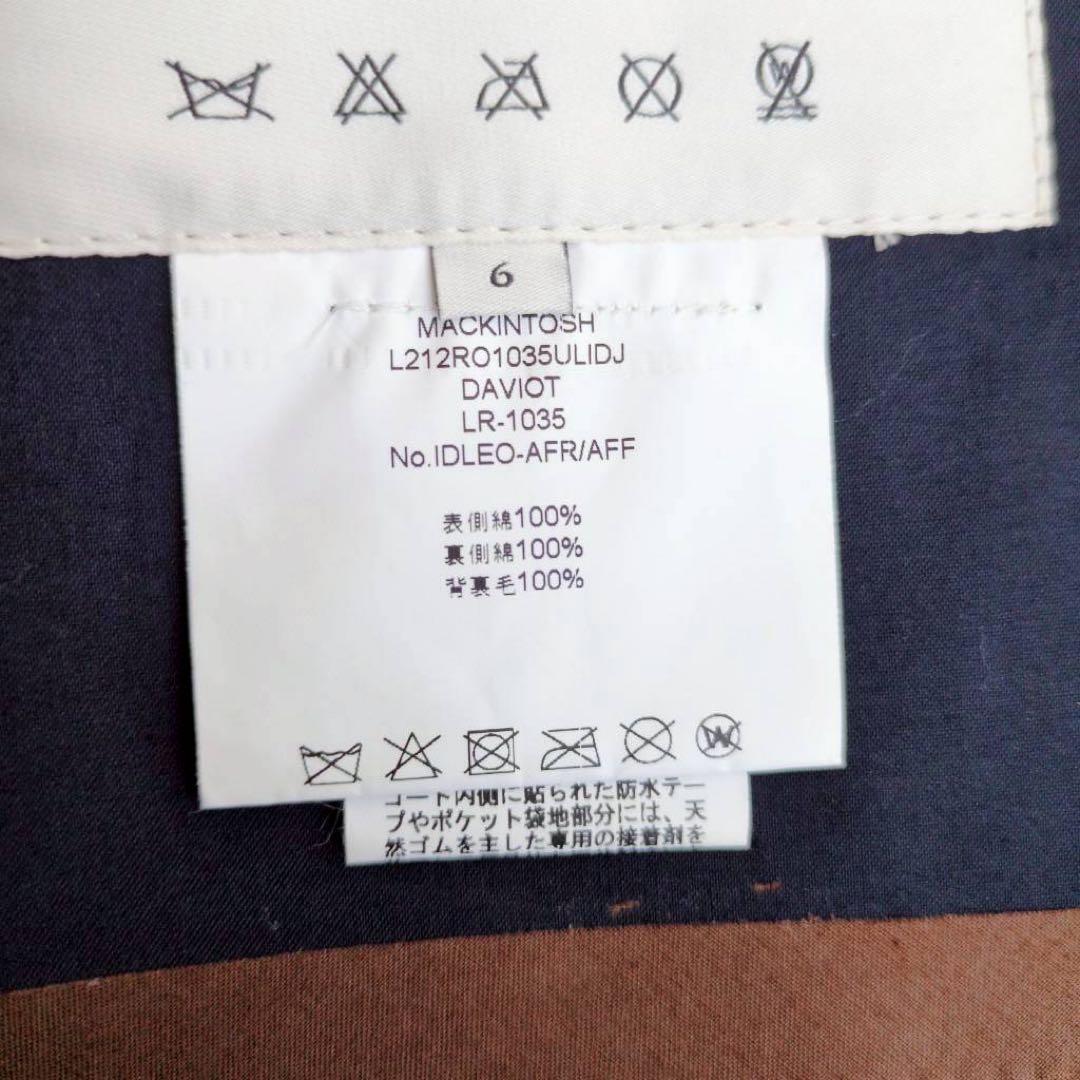 6
MACKINTOSH
L212RO1035ULIDJ
DAVIOT
LR-1035
No.IDLEO-AFR/AFF
表側綿100%
裏側綿100%
背裏毛100%
コート内側に貼られた防水テー
プやポケット袋地部分には、天
然ゴムを主した専用の接着剤を